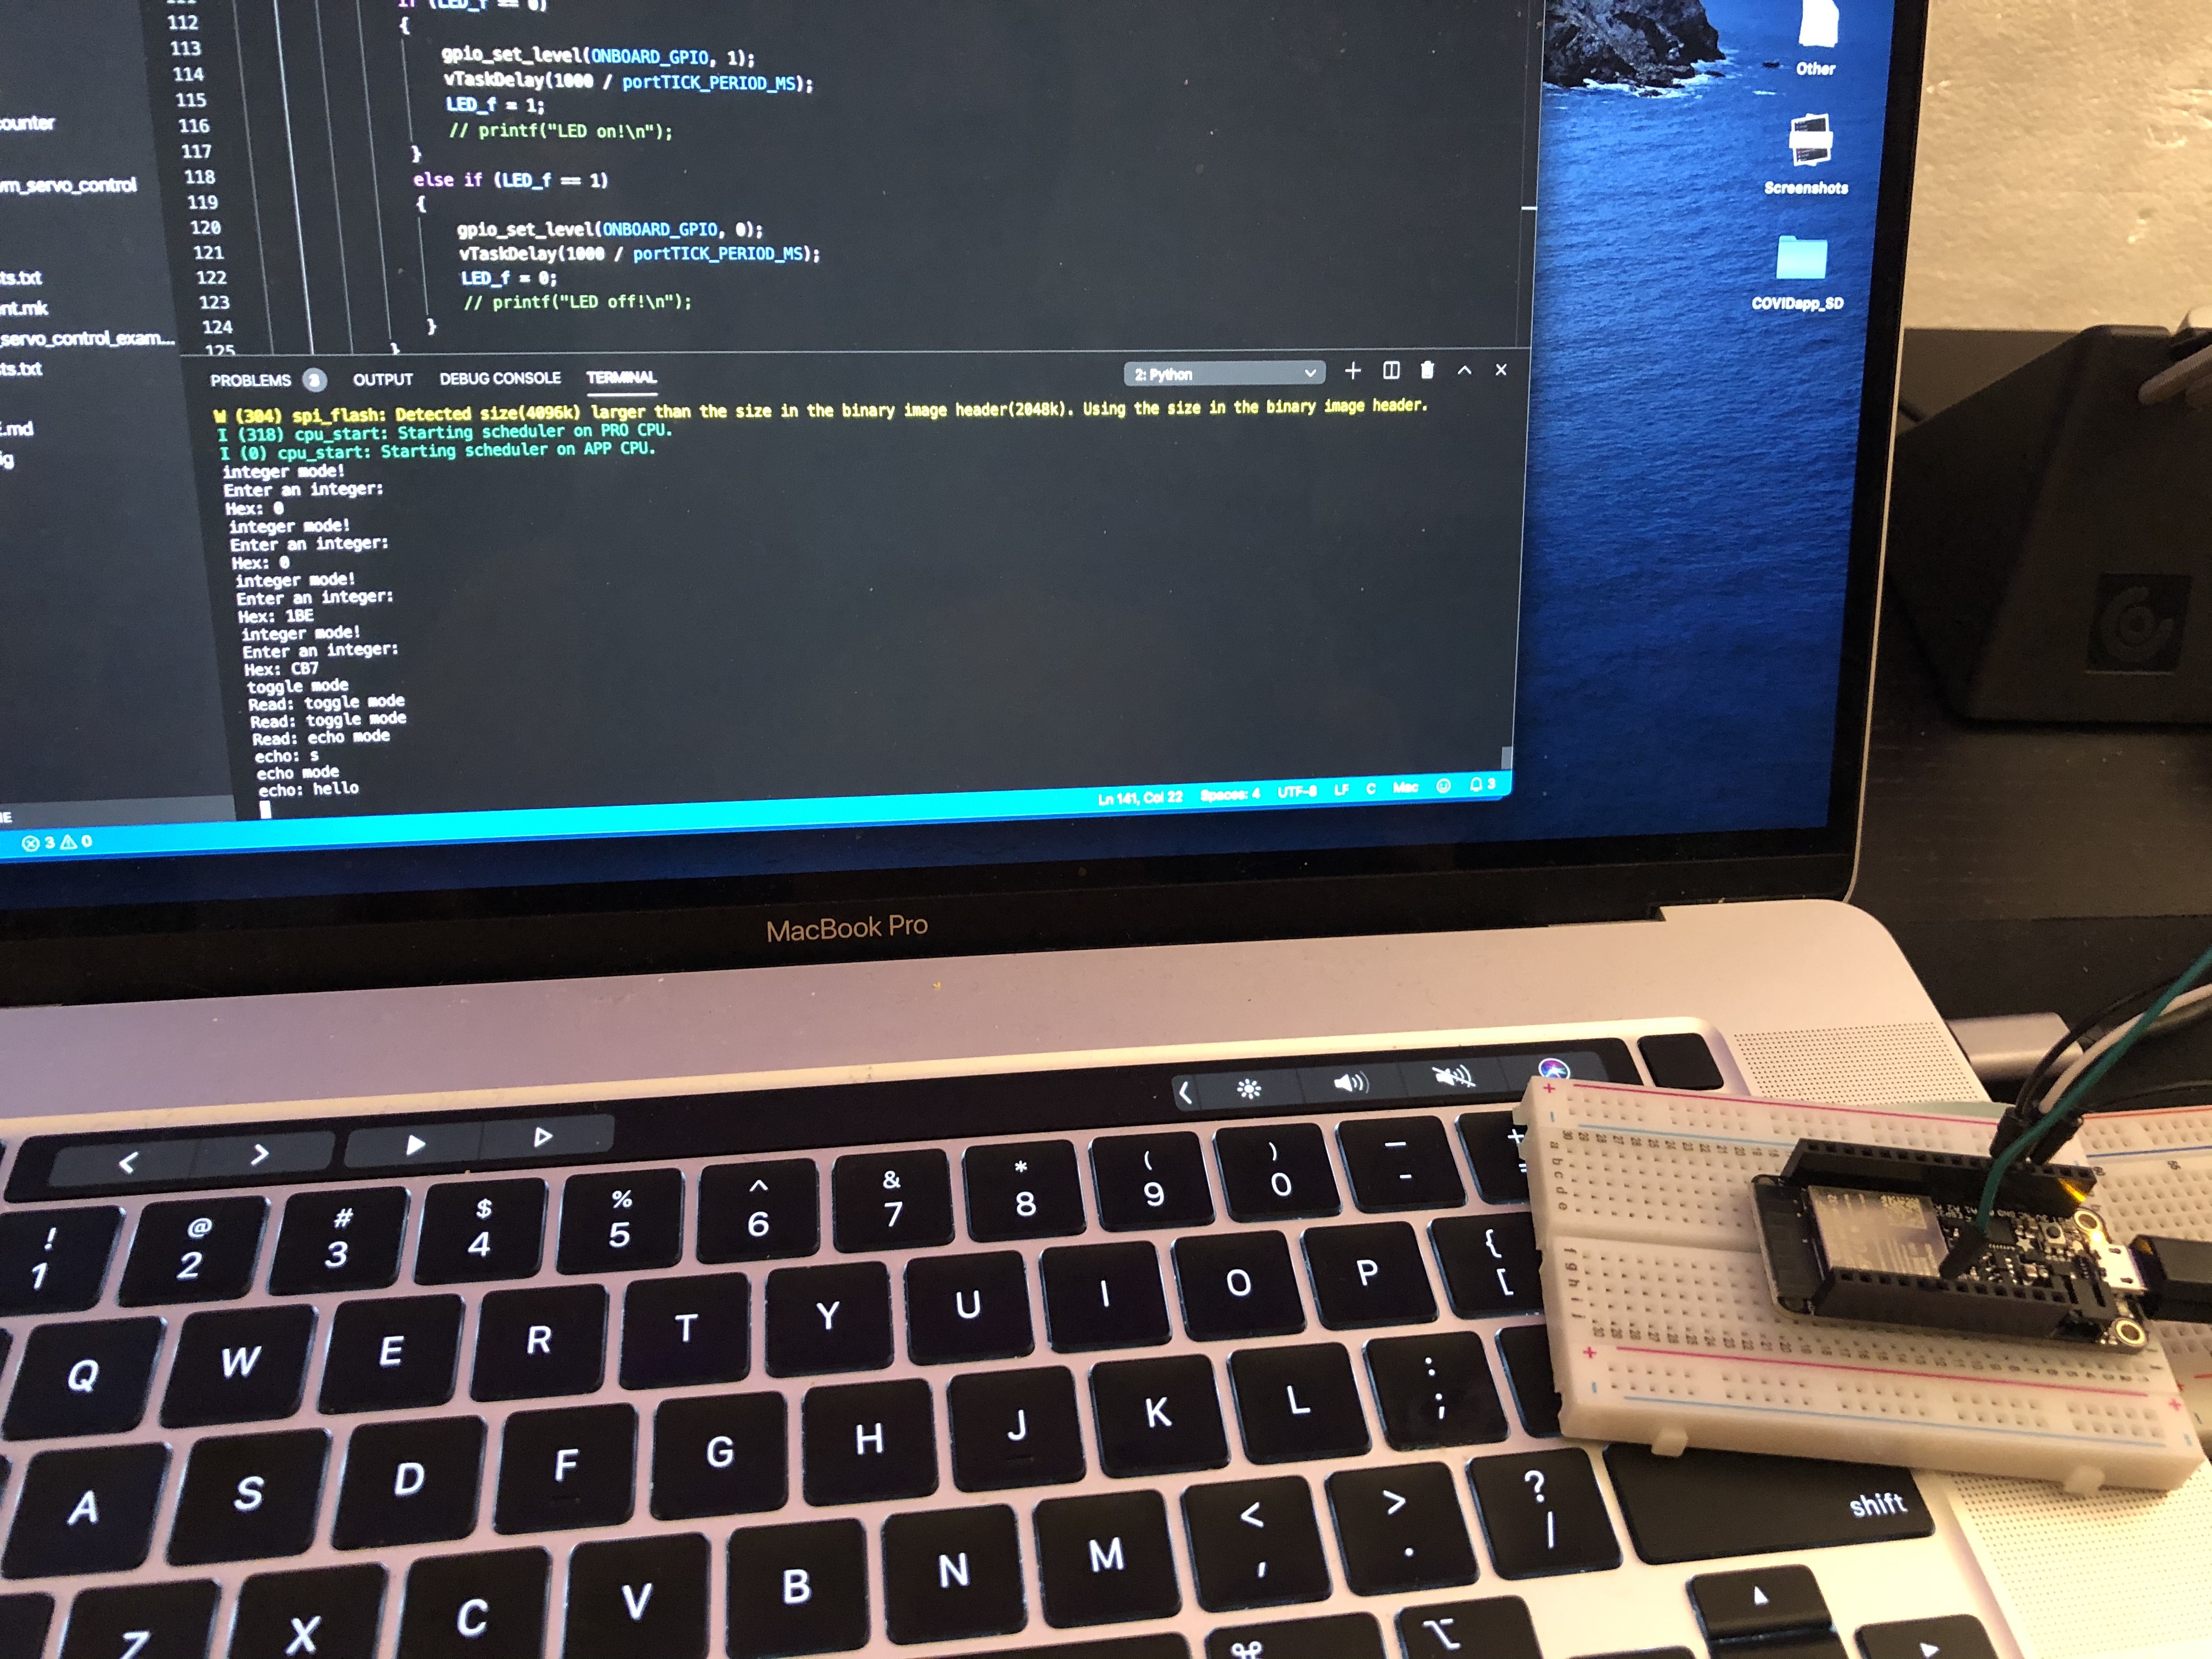 if (LED_f == 0)
112 {
113 gpio_set_level(ONBOARD_GPIO, 1);
114 vTaskDelay(1000 / portTICK_PERIOD_MS);
115 LED_f = 1;
116 // printf("LED on!\n");
117 }
118 else if (LED_f == 1)
119 {
120 gpio_set_level(ONBOARD_GPIO, 0);
121 vTaskDelay(1000 / portTICK_PERIOD_MS);
122 LED_f = 0;
123 // printf("LED off!\n");
124 }
125 }
ounter
vm_servo_control
ts.txt
nt.mk
_servo_control_exam...
ts.txt
.md
ig
Other
Screenshots
COVIDapp_SD
PROBLEMS 3 OUTPUT DEBUG CONSOLE TERMINAL 2: Python
W (304) spi_flash: Detected size(4096k) larger than the size in the binary image header(2048k). Using the size in the binary image header.
I (318) cpu_start: Starting scheduler on PRO CPU.
I (0) cpu_start: Starting scheduler on APP CPU.
integer mode!
Enter an integer:
Hex: 0
integer mode!
Enter an integer:
Hex: 0
integer mode!
Enter an integer:
Hex: 1BE
integer mode!
Enter an integer:
Hex: CB7
toggle mode
Read: toggle mode
Read: toggle mode
Read: echo mode
echo: s
echo mode
echo: hello
NE
3 0 Ln 141, Col 22 Spaces: 4 UTF-8 LF C Mac 3
MacBook Pro
! @ # $ % ^ & * ( ) — +
1 2 3 4 5 6 7 8 9 0 - =
Q W E R T Y U I O P { [
A S D F G H J K L : ;
Z X C V B N M < , > . ? / shift
⌘ ⌥
a b c d e
f g h i j